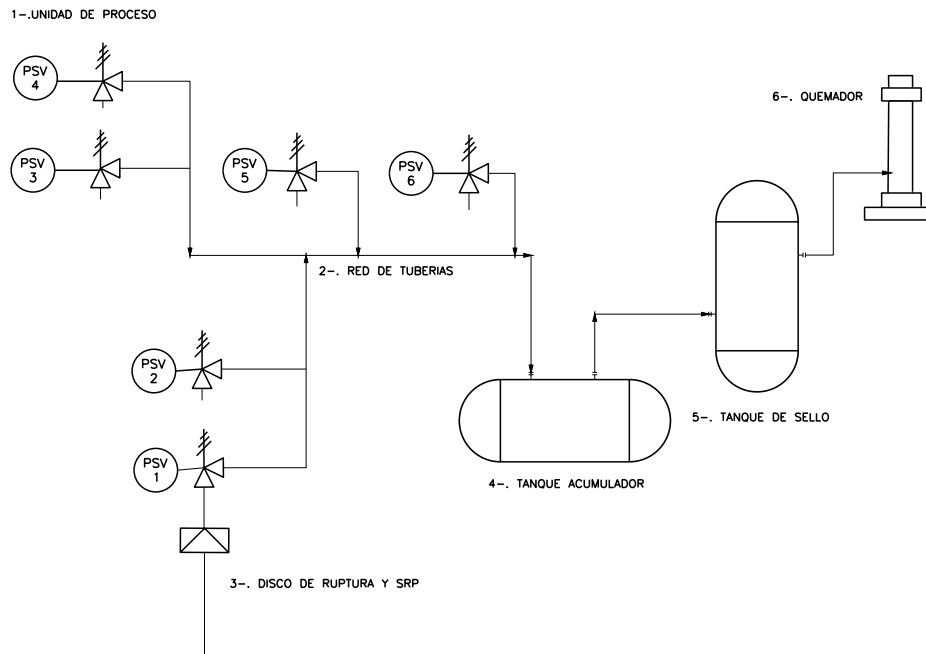 1-.UNIDAD DE PROCESO
PSV
4
6-. QUEMADOR
PSV
3
PSV
5
PSV
6
2-. RED DE TUBERIAS
PSV
2
5-. TANQUE DE SELLO
PSV
1
4-. TANQUE ACUMULADOR
3-. DISCO DE RUPTURA Y SRP